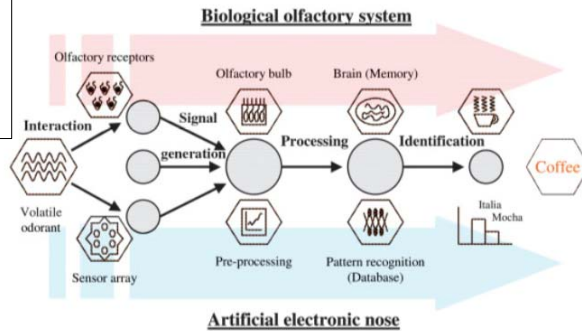 Biological olfactory system
Olfactory receptors
Olfactory bulb
Brain (Memory)
Interaction
Signal
generation
Processing
Identification
Coffee
Volatile
odorant
Sensor array
Pre-processing
Pattern recognition
(Database)
Italia
Mocha
Artificial electronic nose